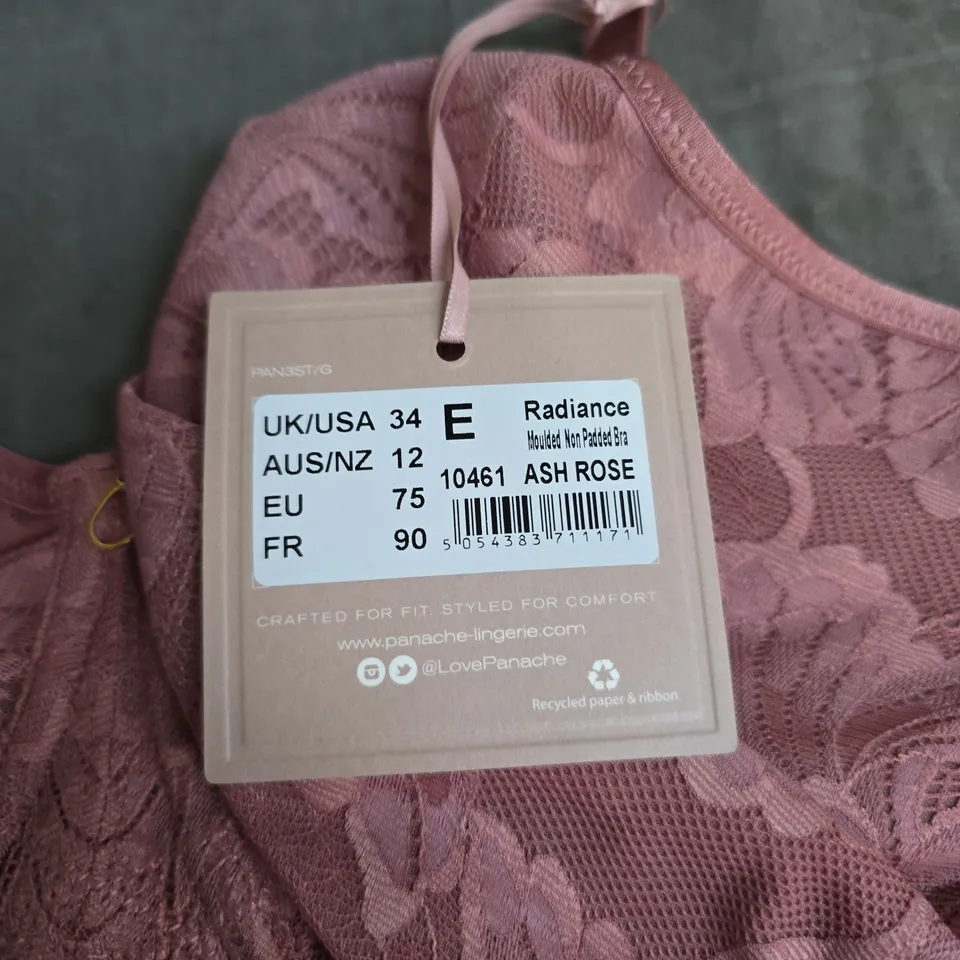 PAN3ST/G
UK/USA 34 E Radiance
Moulded Non Padded Bra
AUS/NZ 12
10461 ASH ROSE
EU 75
FR 90
5 054383 711171
CRAFTED FOR FIT. STYLED FOR COMFORT
www.panache-lingerie.com
@LovePanache
Recycled paper & ribbon